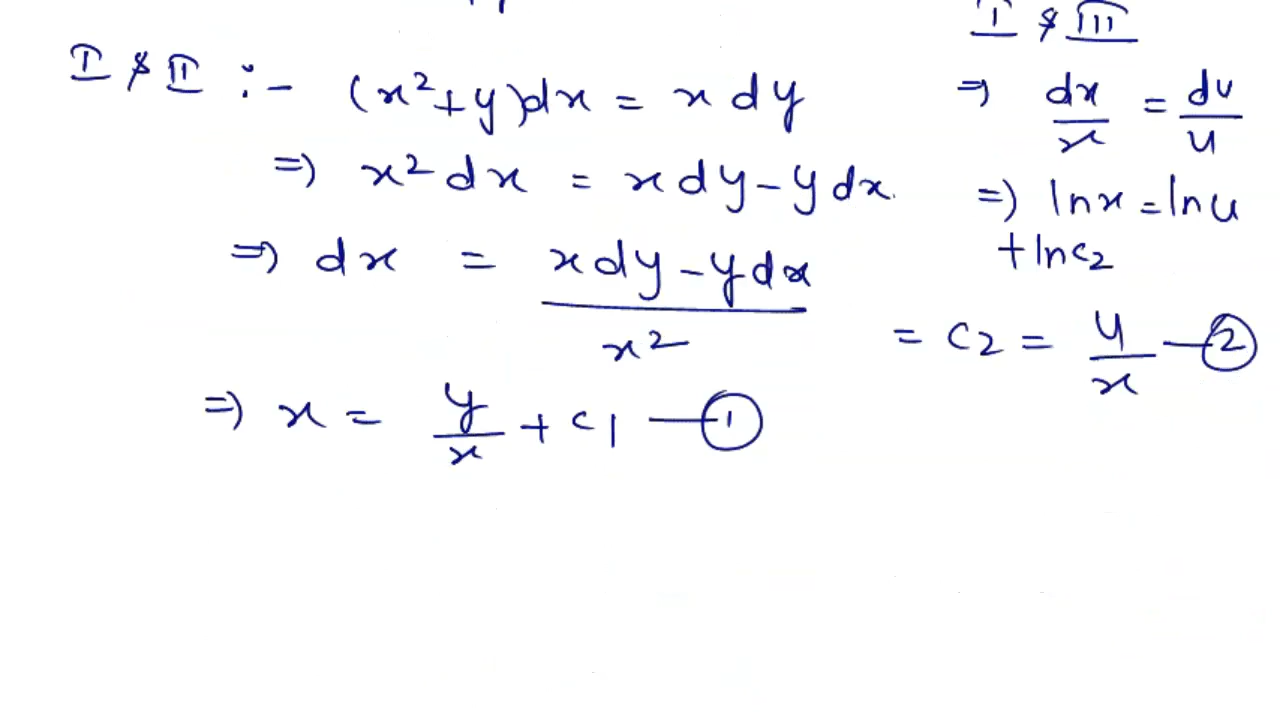 I & II :- (x²+y)dx = x dy
⇒ x² dx = x dy - y dx.
⇒ dx = x dy - y dx / x²
⇒ x = y/x + c1 —①
I & III
⇒ dx/x = du/u
⇒ ln x = ln u
+ ln c2
= c2 = u/x —②